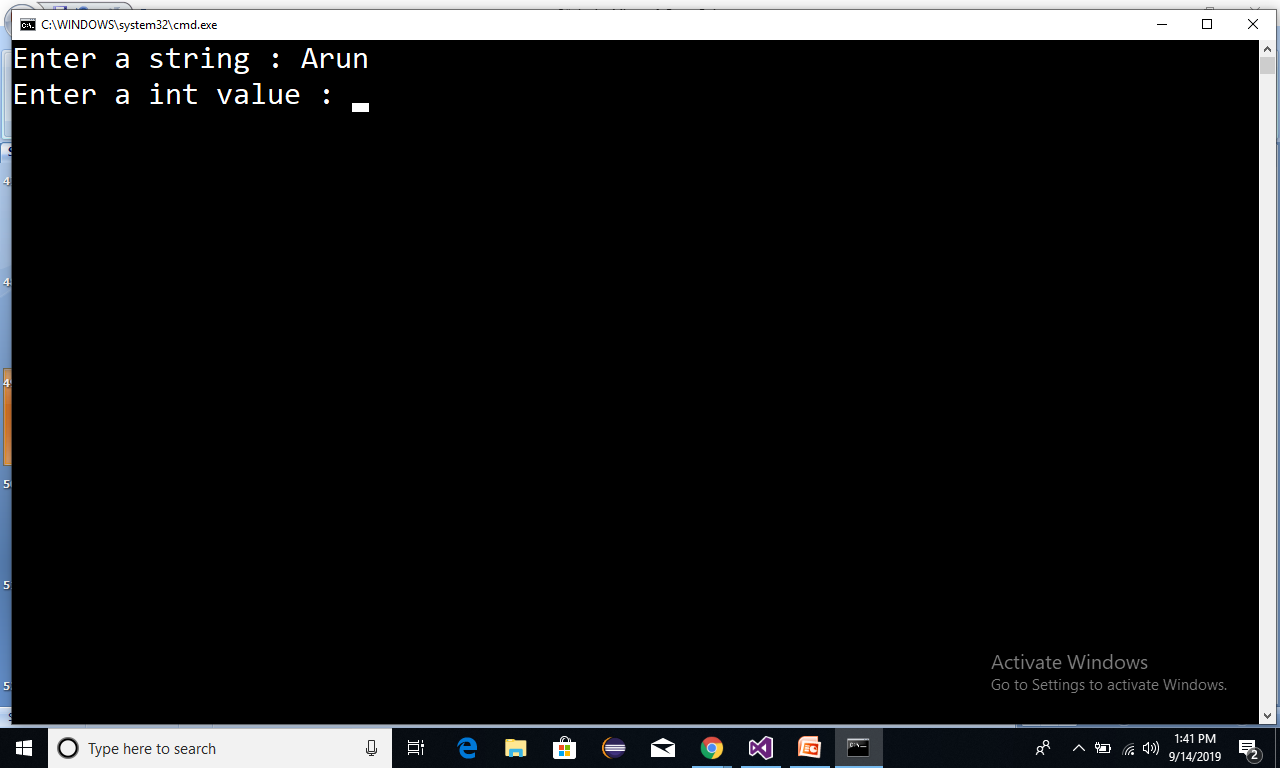 C:\WINDOWS\system32\cmd.exe
Enter a string : Arun
Enter a int value :
Activate Windows
Go to Settings to activate Windows.
Type here to search
1:41 PM
9/14/2019
2